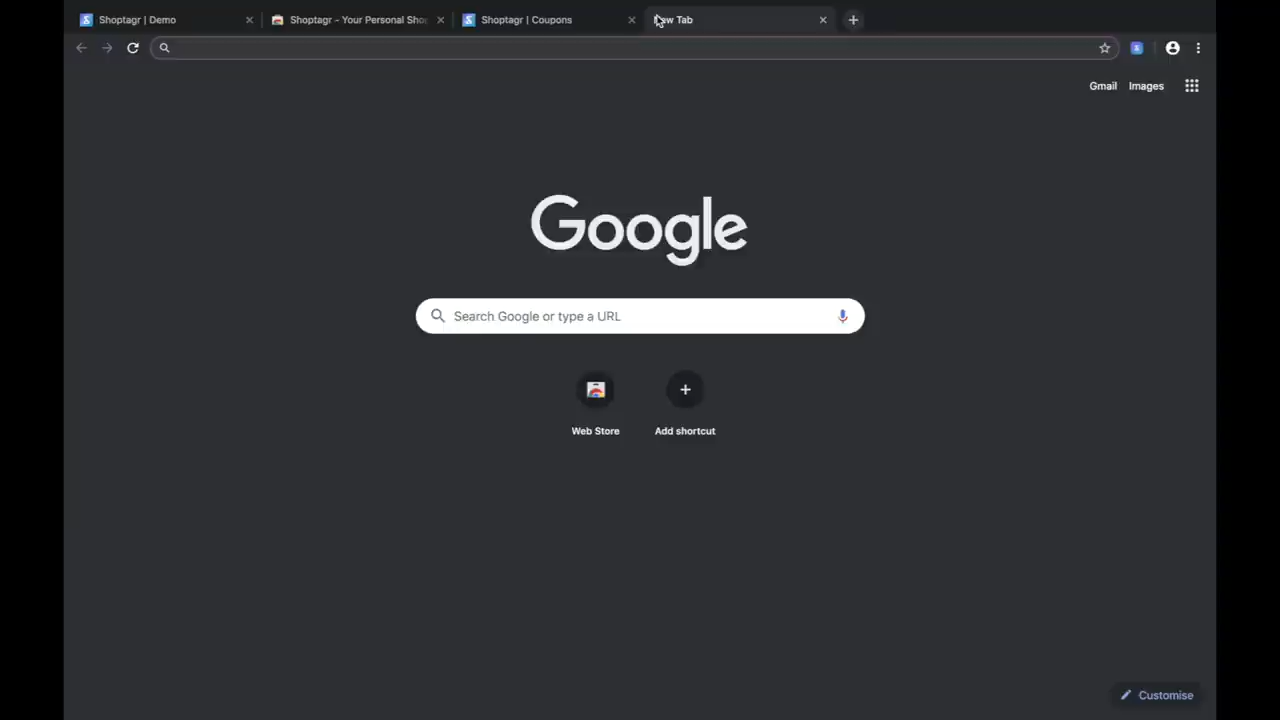 Shoptagr | Demo
Shoptagr - Your Personal Sho
Shoptagr | Coupons
Tab
Gmail
Images
Google
Search Google or type a URL
Web Store
Add shortcut
Customise